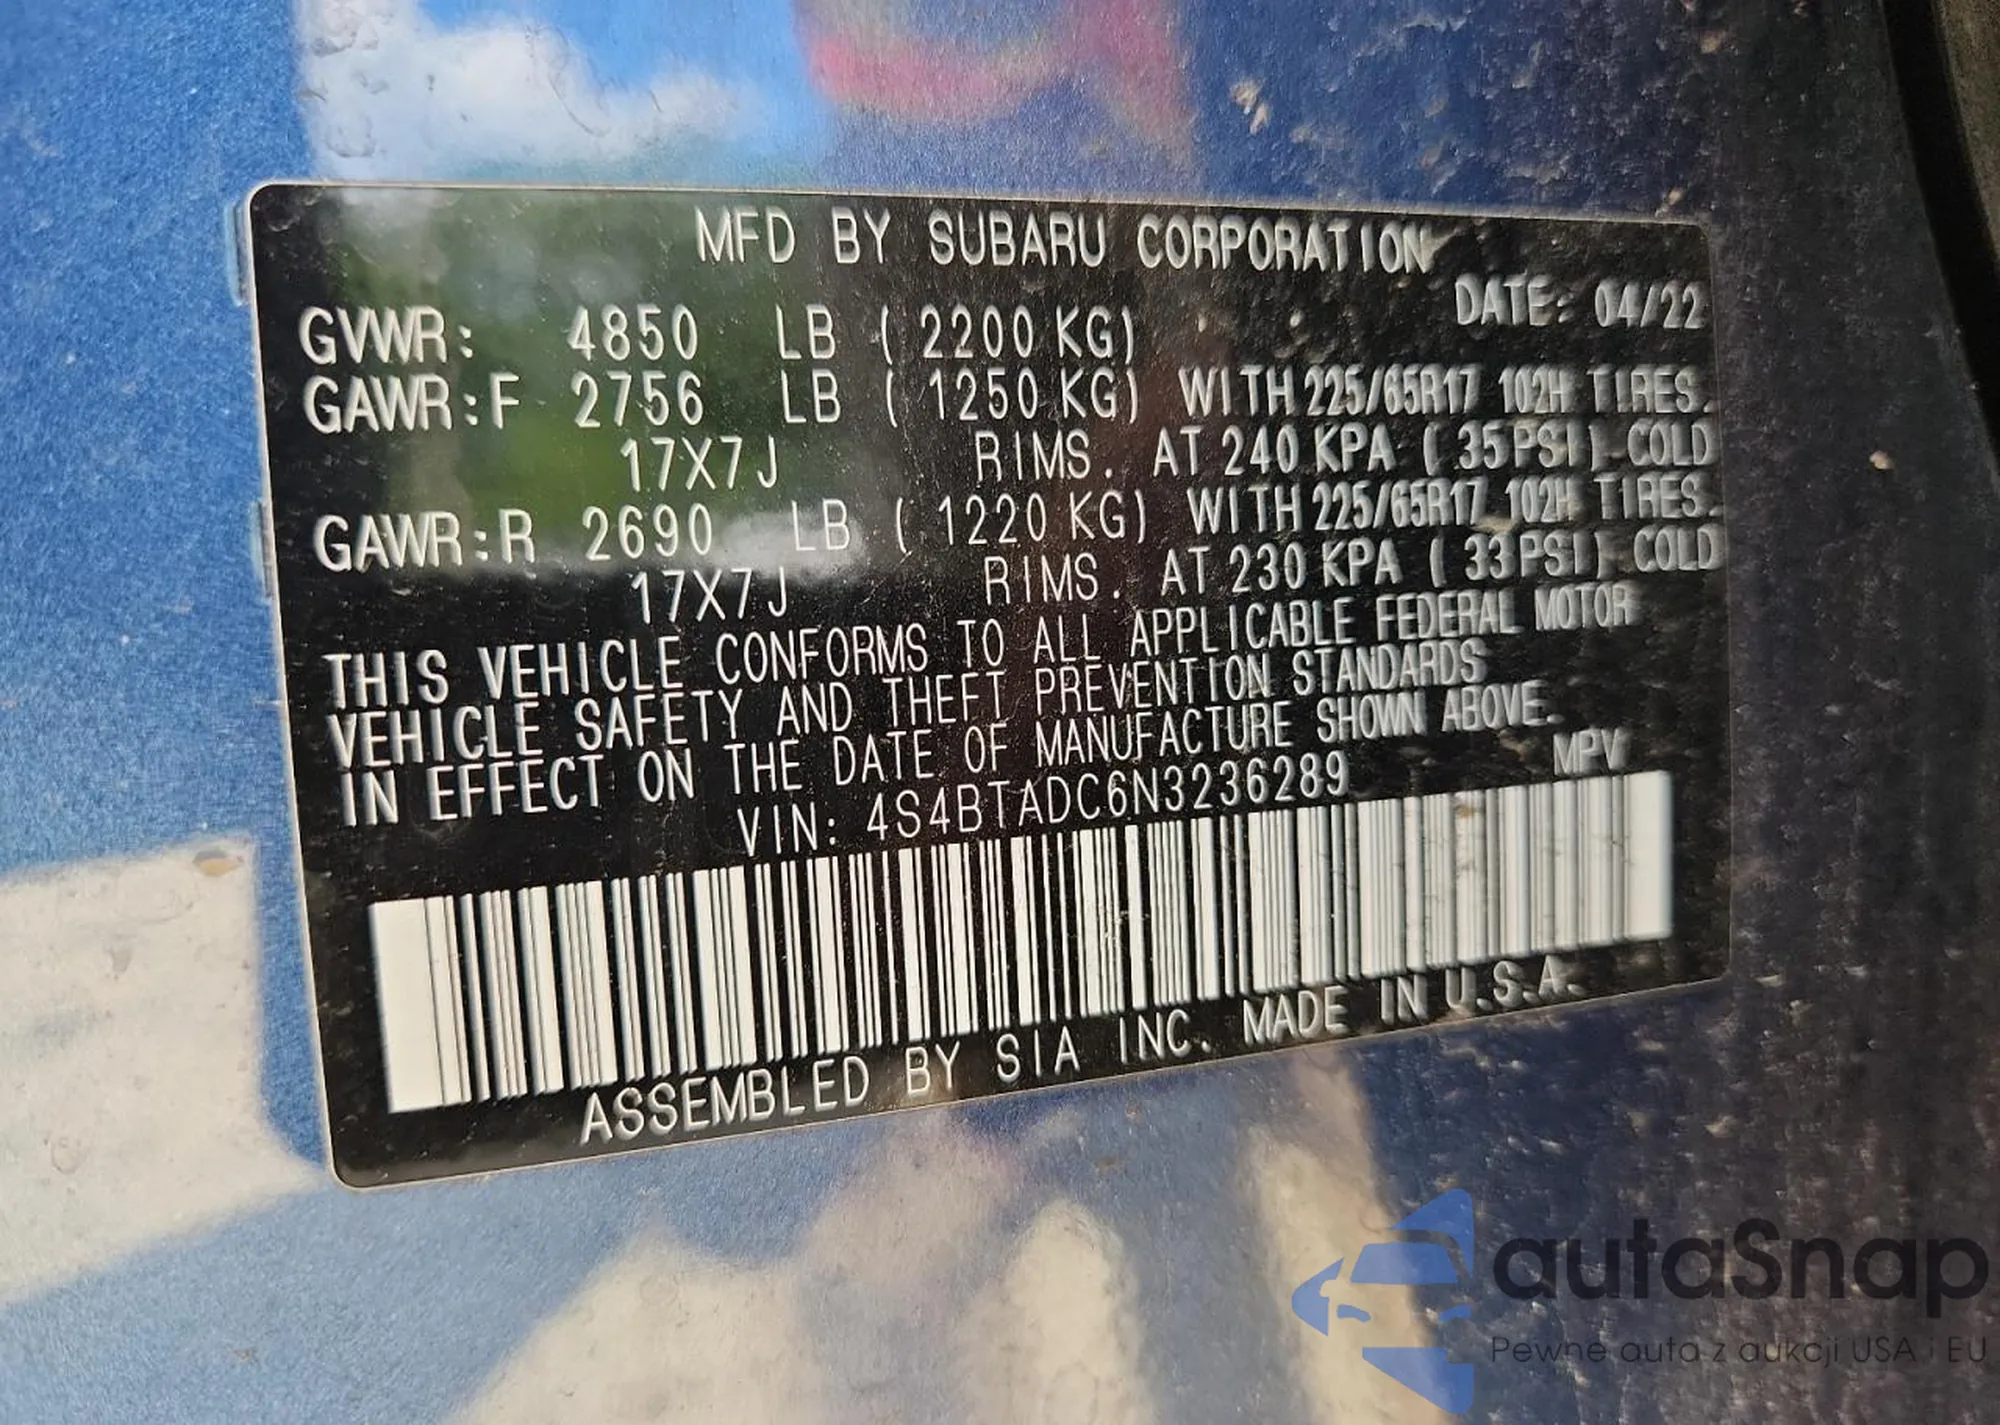 MFD BY SUBARU CORPORATION
DATE: 04/22
GVWR: 4850 LB ( 2200 KG)
GAWR:F 2756 LB ( 1250 KG) WITH 225/65R17 102H TIRES.
17X7J RIMS. AT 240 KPA ( 35PSI) COLD
GAWR:R 2690 LB ( 1220 KG) WITH 225/65R17 102H TIRES.
17X7J RIMS. AT 230 KPA ( 33PSI) COLD
THIS VEHICLE CONFORMS TO ALL APPLICABLE FEDERAL MOTOR
VEHICLE SAFETY AND THEFT PREVENTION STANDARDS
IN EFFECT ON THE DATE OF MANUFACTURE SHOWN ABOVE.
VIN: 4S4BTADC6N3236289 MPV
ASSEMBLED BY SIA INC. MADE IN U.S.A.
autaSnap
Pewne auta z aukcji USA i EU